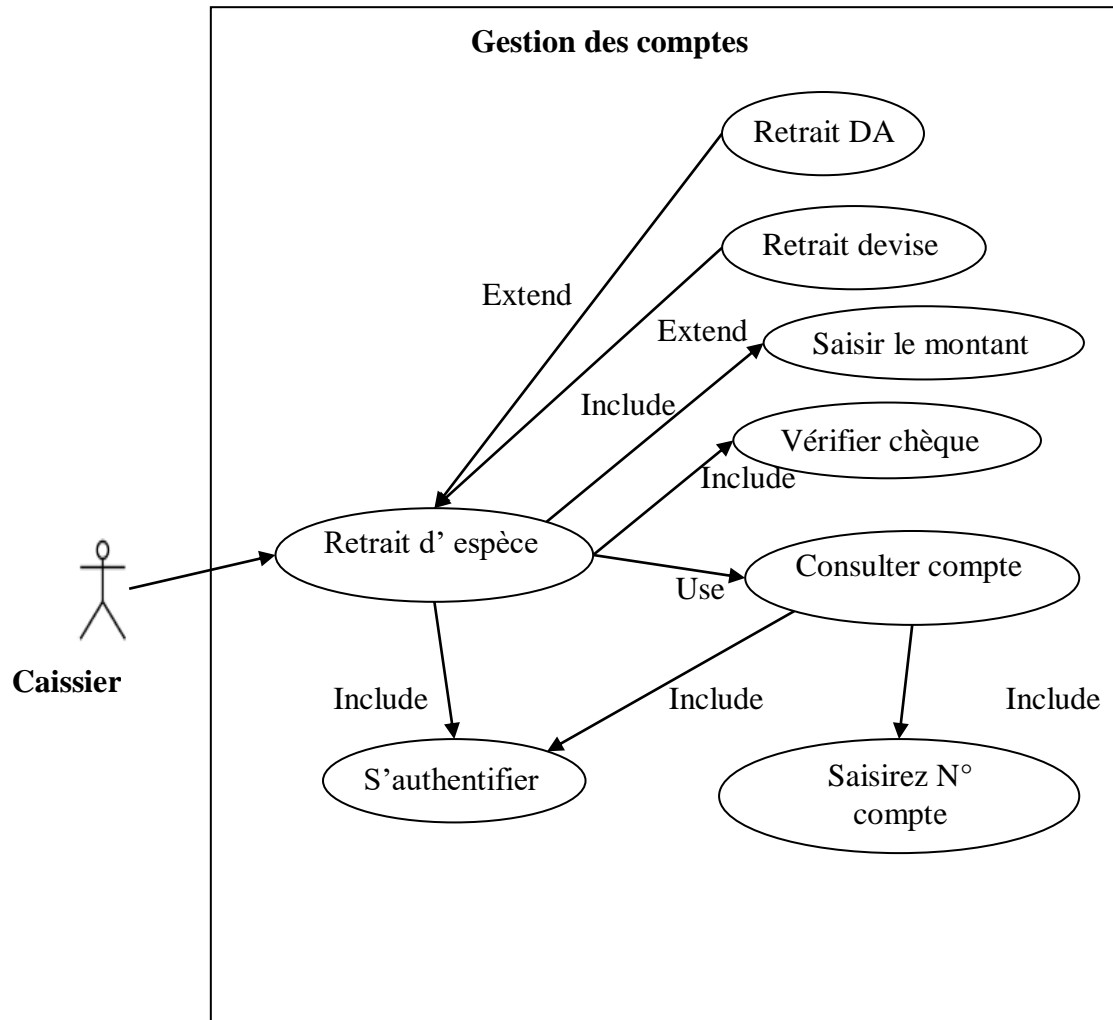 Gestion des comptes
Retrait DA
Retrait devise
Extend
Extend
Saisir le montant
Include
Vérifier chèque
Include
Retrait d’ espèce
Consulter compte
Use
Caissier
Include
Include
Include
S’authentifier
Saisirez N°
compte